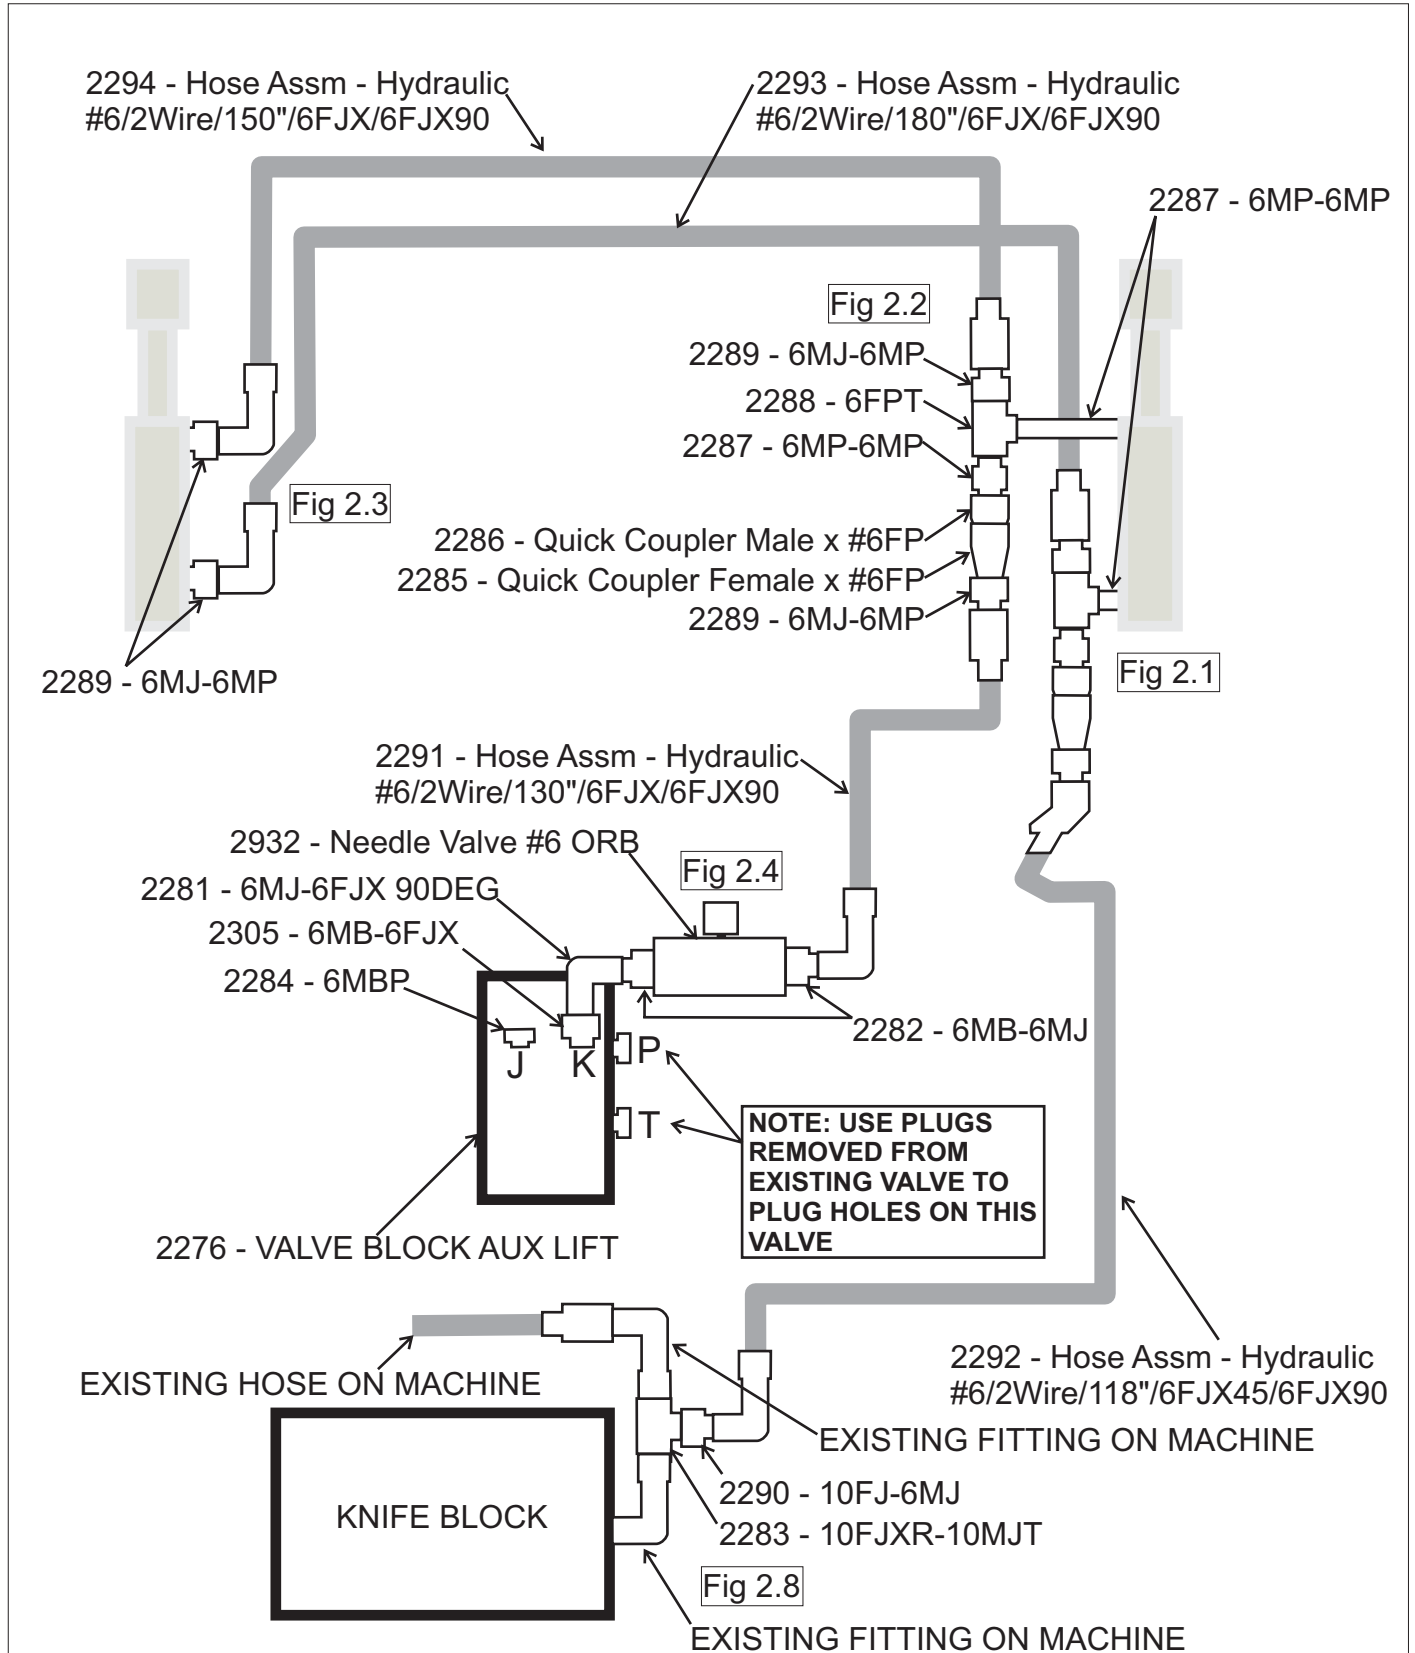 2294 - Hose Assm - Hydraulic
#6/2Wire/150"/6FJX/6FJX90
2293 - Hose Assm - Hydraulic
#6/2Wire/180"/6FJX/6FJX90
2287 - 6MP-6MP
Fig 2.2
2289 - 6MJ-6MP
2288 - 6FPT
2287 - 6MP-6MP
Fig 2.3
2286 - Quick Coupler Male x #6FP
2285 - Quick Coupler Female x #6FP
2289 - 6MJ-6MP
2289 - 6MJ-6MP
Fig 2.1
2291 - Hose Assm - Hydraulic
#6/2Wire/130"/6FJX/6FJX90
2932 - Needle Valve #6 ORB
Fig 2.4
2281 - 6MJ-6FJX 90DEG
2305 - 6MB-6FJX
2284 - 6MBP
2282 - 6MB-6MJ
J
K
P
T
NOTE: USE PLUGS
REMOVED FROM
EXISTING VALVE TO
PLUG HOLES ON THIS
VALVE
2276 - VALVE BLOCK AUX LIFT
2292 - Hose Assm - Hydraulic
#6/2Wire/118"/6FJX45/6FJX90
EXISTING HOSE ON MACHINE
EXISTING FITTING ON MACHINE
2290 - 10FJ-6MJ
KNIFE BLOCK
2283 - 10FJXR-10MJT
Fig 2.8
EXISTING FITTING ON MACHINE